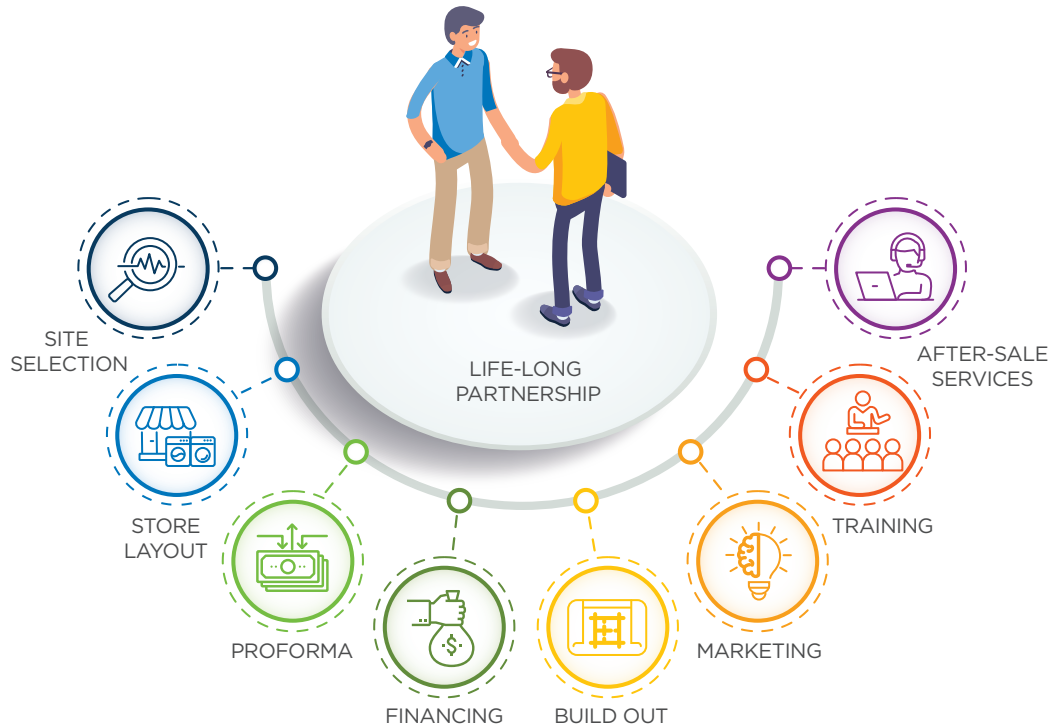 LIFE-LONG
PARTNERSHIP
SITE
SELECTION
STORE
LAYOUT
PROFORMA
$
FINANCING
BUILD OUT
MARKETING
TRAINING
AFTER-SALE
SERVICES